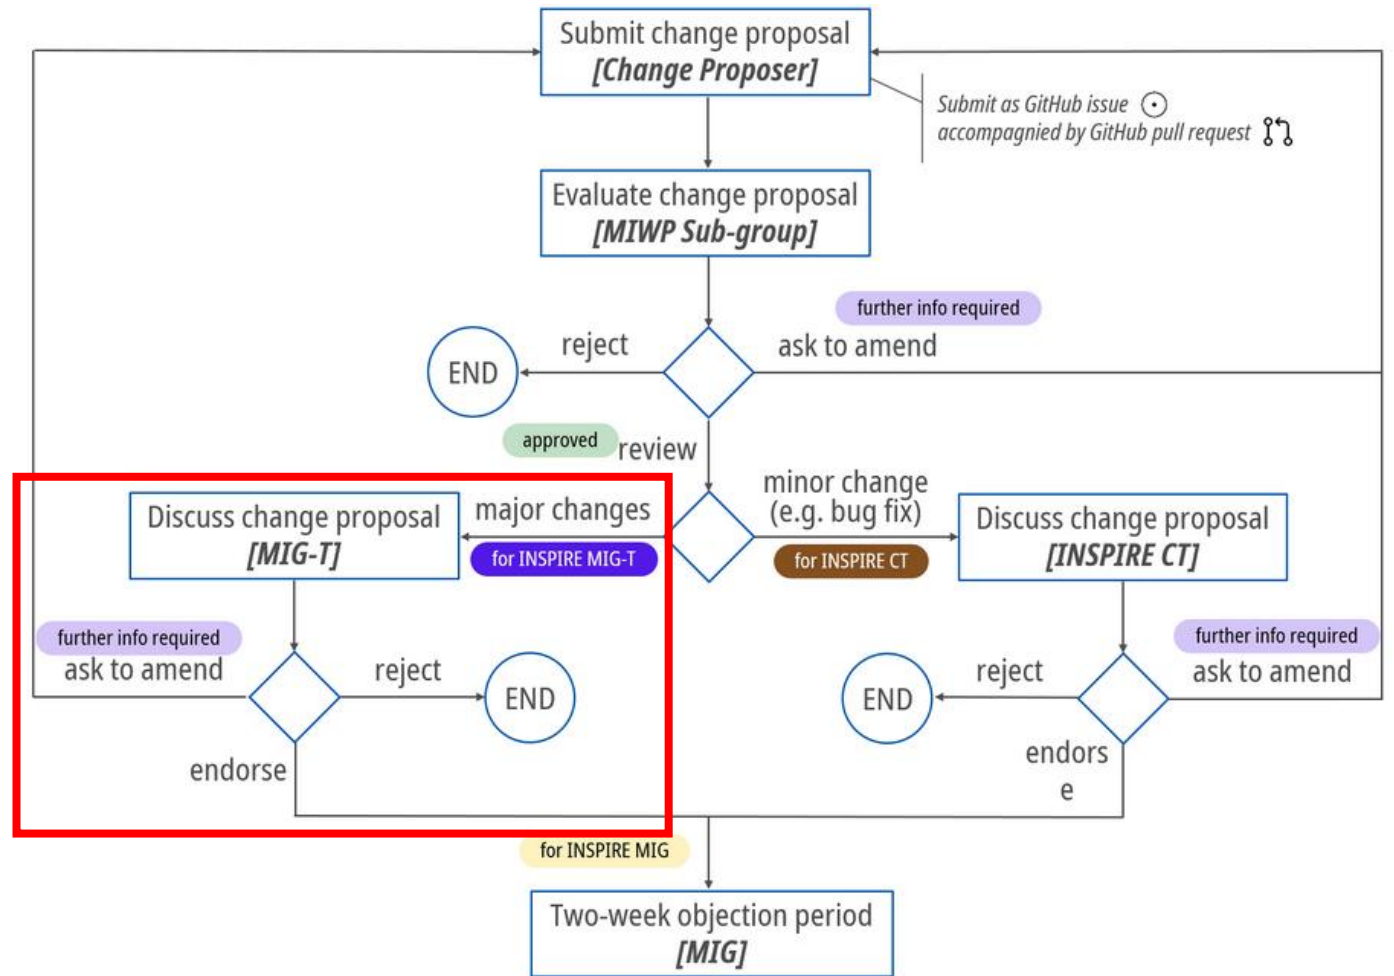 Submit change proposal
[Change Proposer]
Submit as GitHub issue
accompagnied by GitHub pull request
Evaluate change proposal
[MIWP Sub-group]
further info required
reject
ask to amend
END
approved
review
major changes
minor change
(e.g. bug fix)
Discuss change proposal
[MIG-T]
for INSPIRE MIG-T
for INSPIRE CT
Discuss change proposal
[INSPIRE CT]
further info required
ask to amend
reject
END
END
reject
further info required
ask to amend
endorse
endors
e
for INSPIRE MIG
Two-week objection period
[MIG]